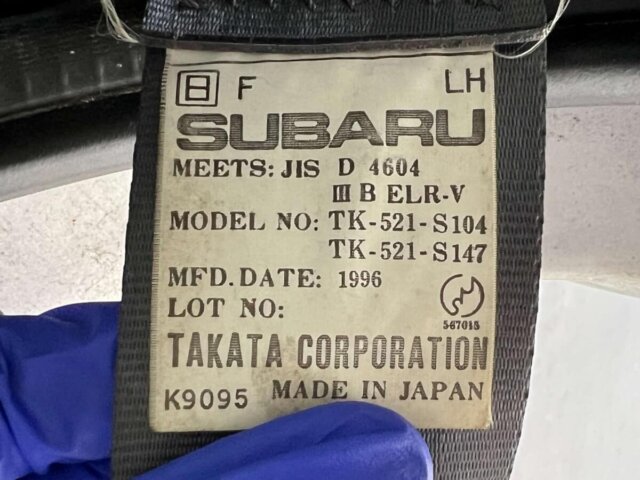 日 F LH
SUBARU
MEETS: JIS D 4604
III B ELR-V
MODEL NO: TK-521-S104
TK-521-S147
MFD. DATE: 1996
LOT NO:
TAKATA CORPORATION
K9095 MADE IN JAPAN